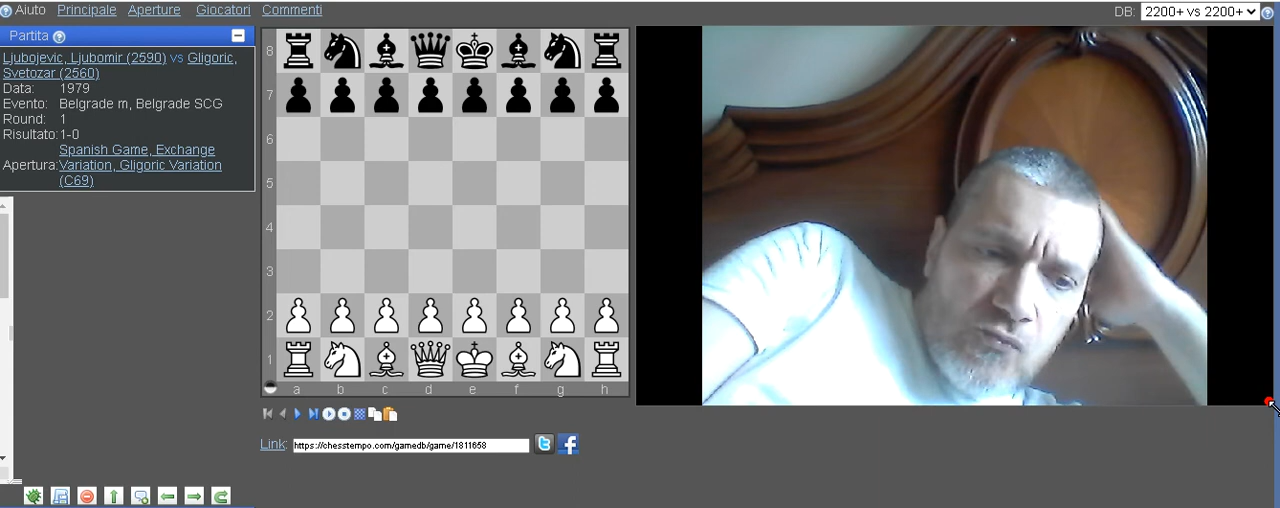 Aiuto Principale Aperture Giocatori Commenti
DB: 2200+ vs 2200+
Partita
Ljubojevic, Ljubomir (2590) vs Gligoric,
Svetozar (2560)
Data: 1979
Evento: Belgrade m, Belgrade SCG
Round: 1
Risultato: 1-0
Spanish Game, Exchange
Apertura: Variation, Gligoric Variation
(C69)
8
7
6
5
4
3
2
1
a b c d e f g h
Link: https://chesstempo.com/gamedb/game/1811658